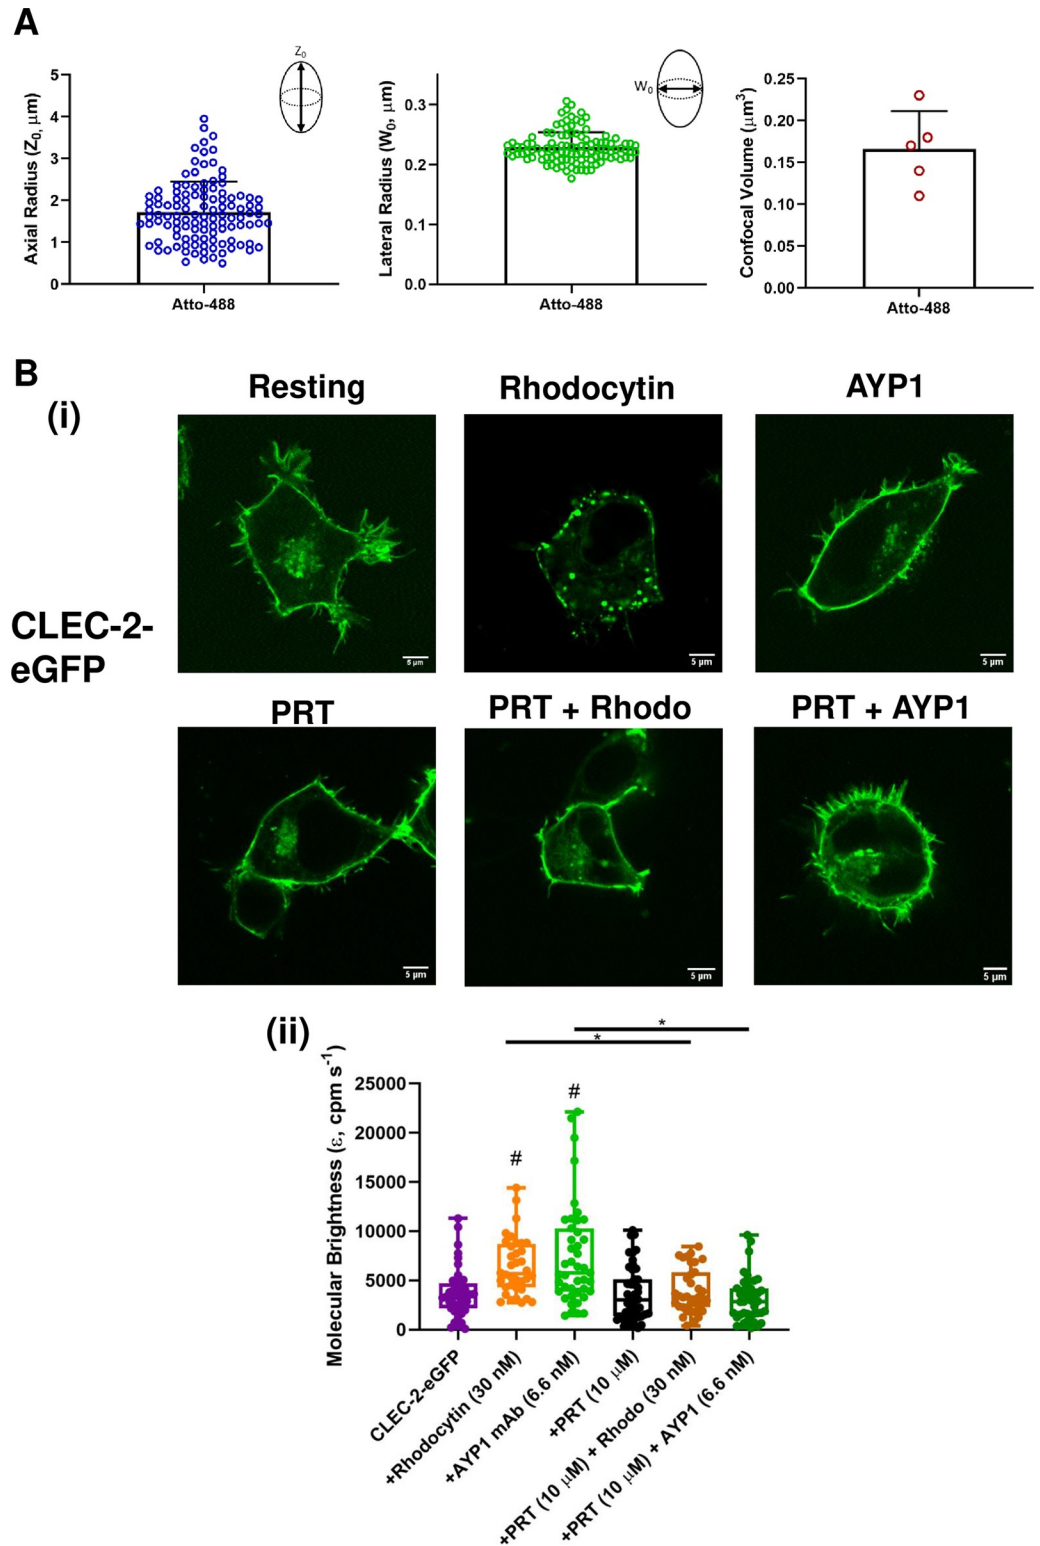 A
Axial Radius (Z0, μm)
5
4
3
2
1
0
Z0
Atto-488
Lateral Radius (W0, μm)
0.3
0.2
0.1
0.0
W0
Atto-488
Confocal Volume (μm3)
0.25
0.20
0.15
0.10
0.05
0.00
Atto-488
B
(i)
Resting
Rhodocytin
AYP1
CLEC-2-
eGFP
5 μm
5 μm
5 μm
PRT
PRT + Rhodo
PRT + AYP1
5 μm
5 μm
5 μm
(ii)
*
*
Molecular Brightness (ε, cpm s-1)
25000
20000
15000
10000
5000
0
#
#
CLEC-2-eGFP
+Rhodocytin (30 nM)
+AYP1 mAb (6.6 nM)
+PRT (10 μM)
+PRT (10 μM) + Rhodo (30 nM)
+PRT (10 μM) + AYP1 (6.6 nM)